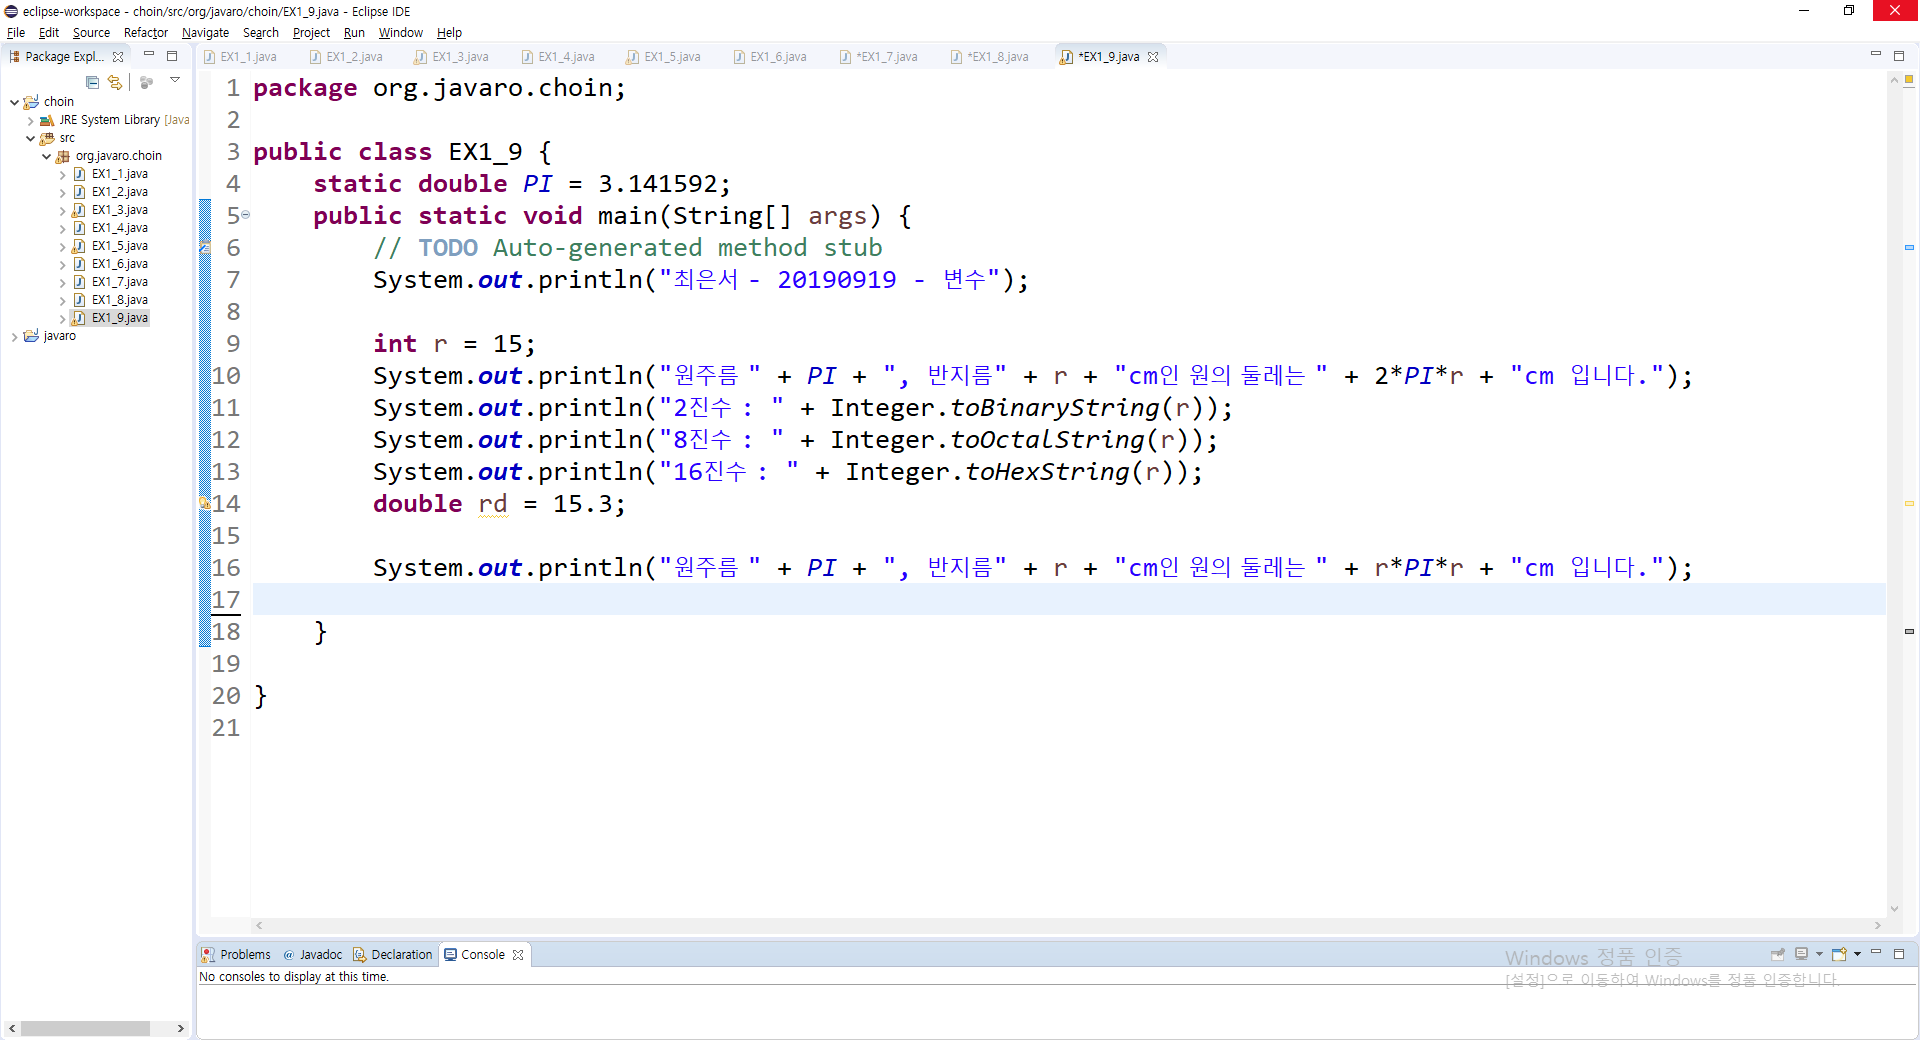 eclipse-workspace - choin/src/org/javaro/choin/EX1_9.java - Eclipse IDE
File Edit Source Refactor Navigate Search Project Run Window Help
Package Expl...
EX1_1.java EX1_2.java EX1_3.java EX1_4.java EX1_5.java EX1_6.java *EX1_7.java *EX1_8.java *EX1_9.java
choin
JRE System Library [Java
src
org.javaro.choin
EX1_1.java
EX1_2.java
EX1_3.java
EX1_4.java
EX1_5.java
EX1_6.java
EX1_7.java
EX1_8.java
EX1_9.java
javaro
1 package org.javaro.choin;
2
3 public class EX1_9 {
4 static double PI = 3.141592;
5 public static void main(String[] args) {
6 // TODO Auto-generated method stub
7 System.out.println("최은서 - 20190919 - 변수");
8
9 int r = 15;
10 System.out.println("원주름 " + PI + ", 반지름" + r + "cm인 원의 둘레는 " + 2*PI*r + "cm 입니다.");
11 System.out.println("2진수 : " + Integer.toBinaryString(r));
12 System.out.println("8진수 : " + Integer.toOctalString(r));
13 System.out.println("16진수 : " + Integer.toHexString(r));
14 double rd = 15.3;
15
16 System.out.println("원주름 " + PI + ", 반지름" + r + "cm인 원의 둘레는 " + r*PI*r + "cm 입니다.");
17
18 }
19
20 }
21
Problems @ Javadoc Declaration Console
No consoles to display at this time.
Windows 정품 인증
[설정]으로 이동하여 Windows를 정품 인증합니다.